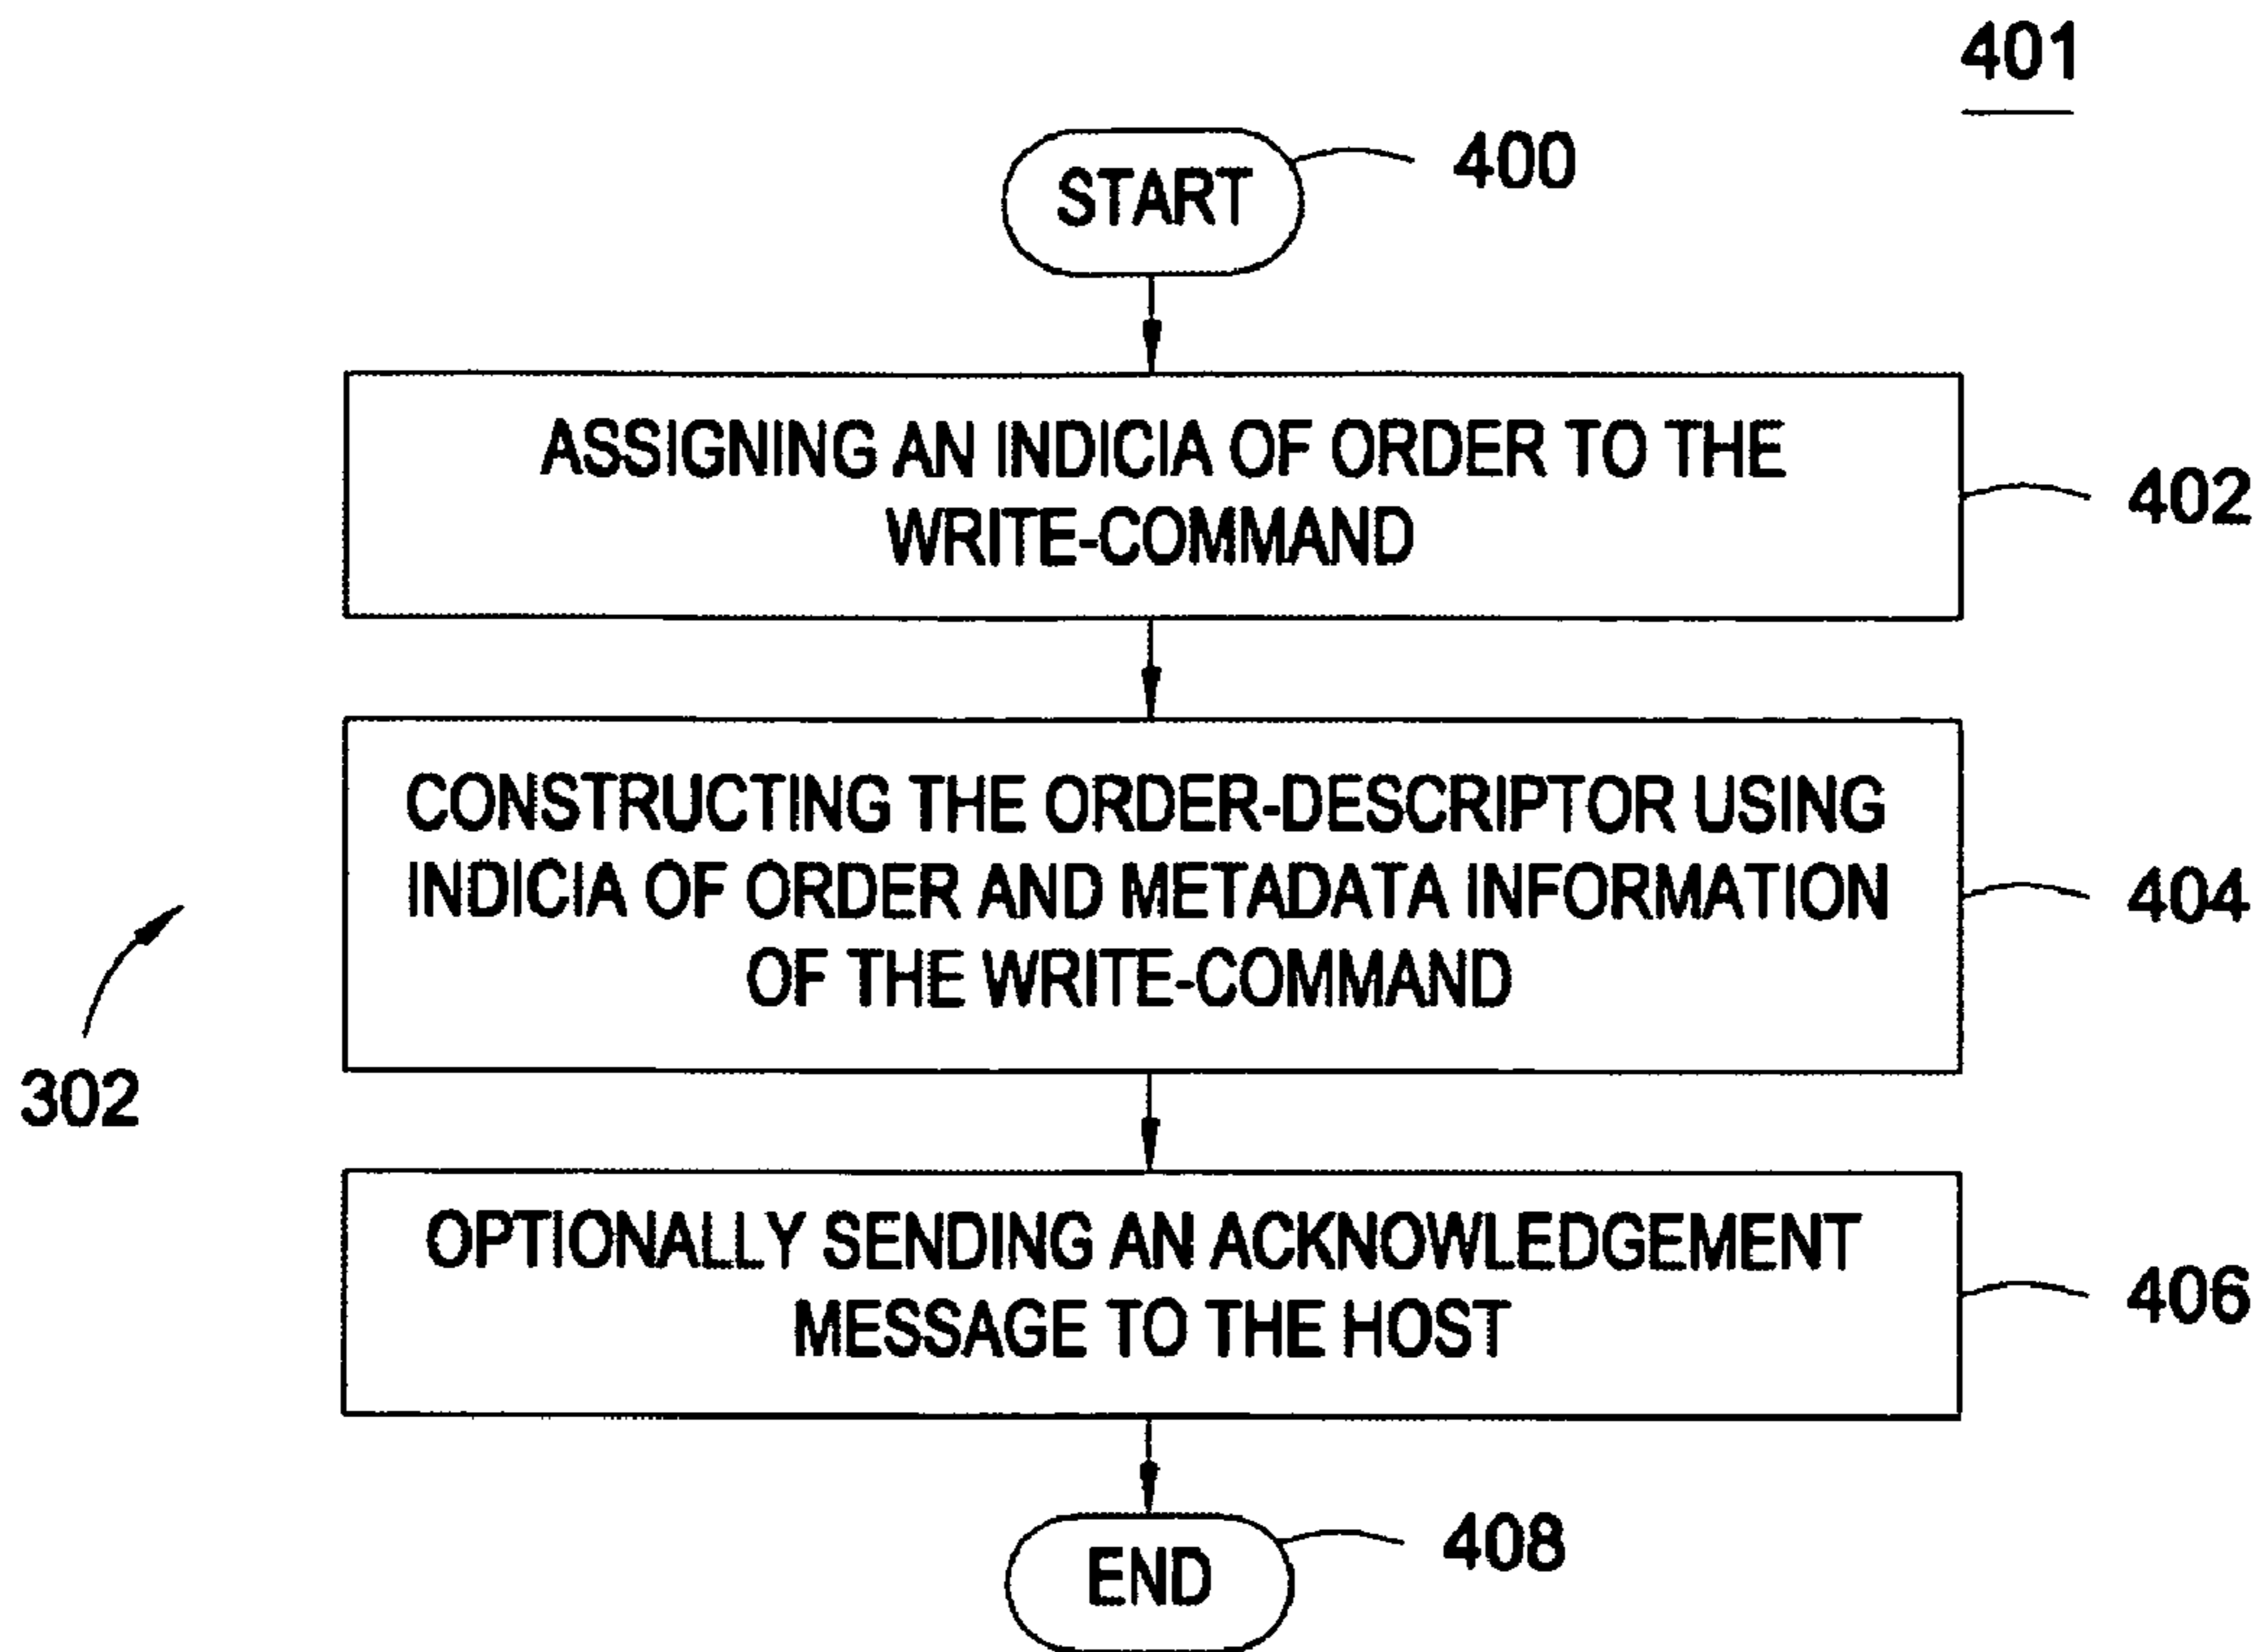 401
START
400
ASSIGNING AN INDICIA OF ORDER TO THE
WRITE-COMMAND
402
CONSTRUCTING THE ORDER-DESCRIPTOR USING
INDICIA OF ORDER AND METADATA INFORMATION
OF THE WRITE-COMMAND
404
302
OPTIONALLY SENDING AN ACKNOWLEDGEMENT
MESSAGE TO THE HOST
406
END
408